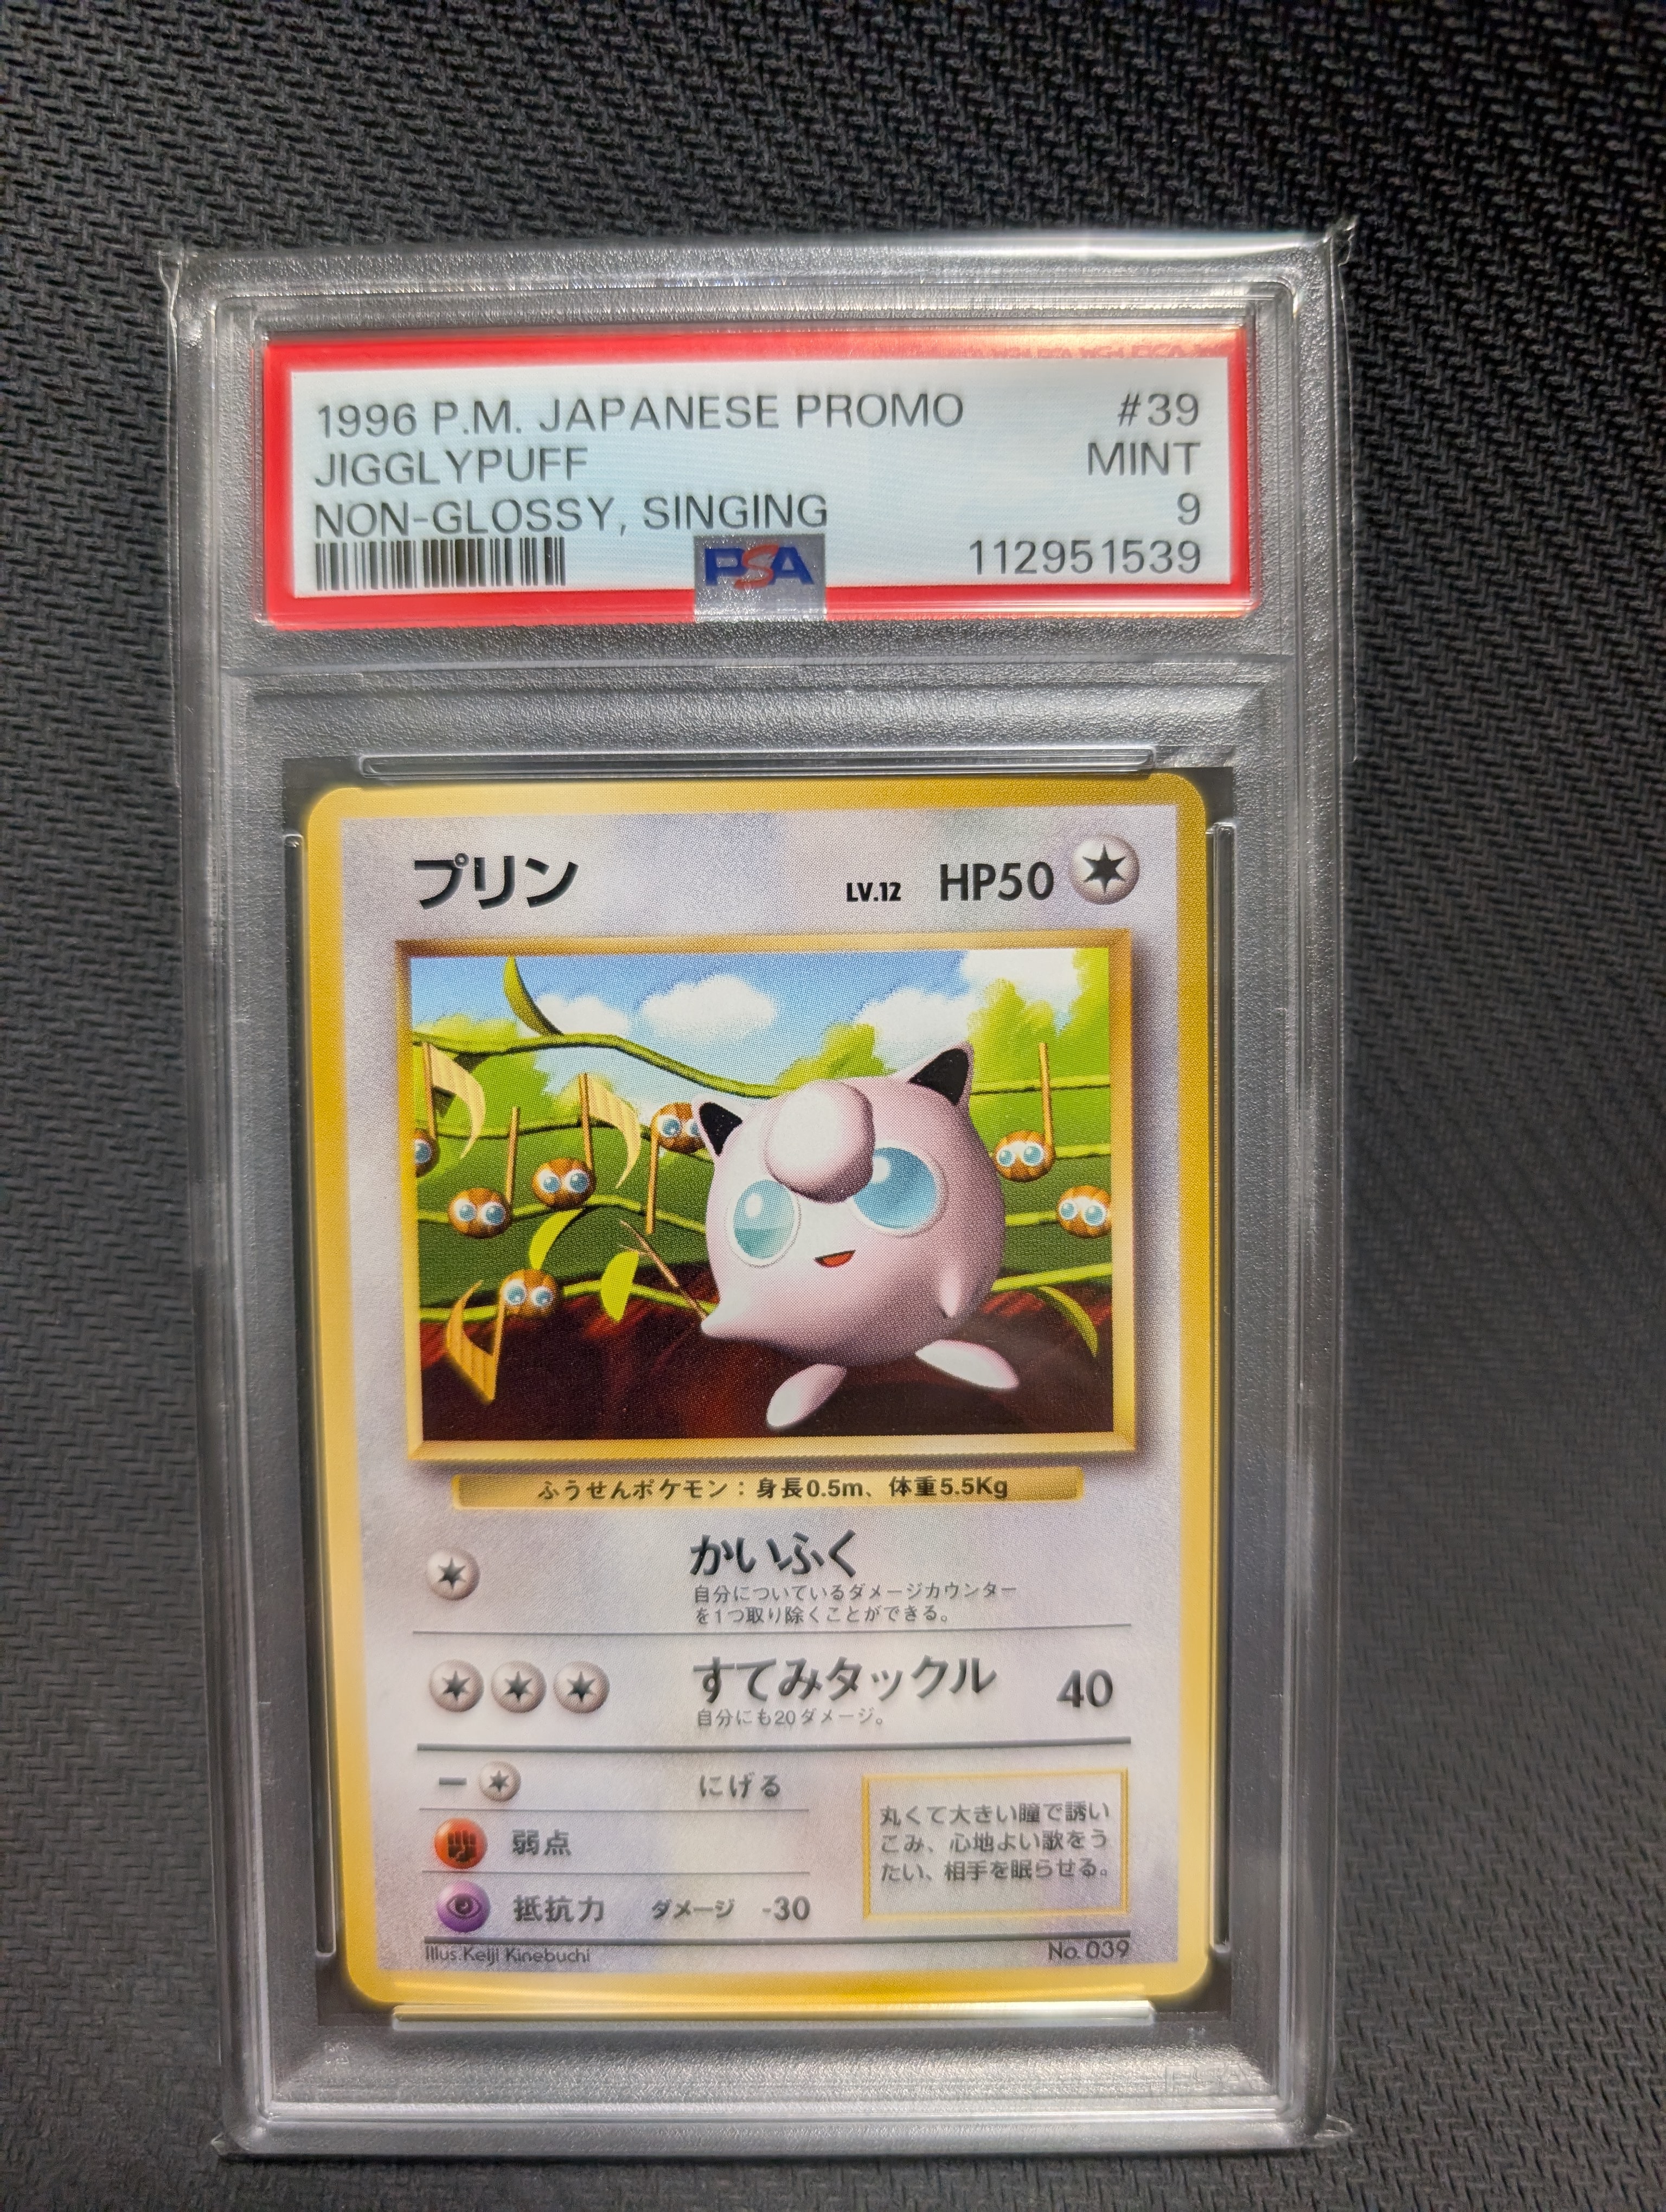 1996 P.M. JAPANESE PROMO #39
JIGGLYPUFF MINT
NON-GLOSSY, SINGING 9
PSA 112951539
プリン LV.12 HP50
ふうせんポケモン：身長0.5m、体重5.5Kg
かいふく
自分についているダメージカウンター
を1つ取り除くことができる。
すてみタックル 40
自分にも20ダメージ。
にげる
弱点
抵抗力 ダメージ -30
丸くて大きい瞳で誘い
こみ、心地よい歌をう
たい、相手を眠らせる。
Illus.Keiji Kinebuchi No. 039